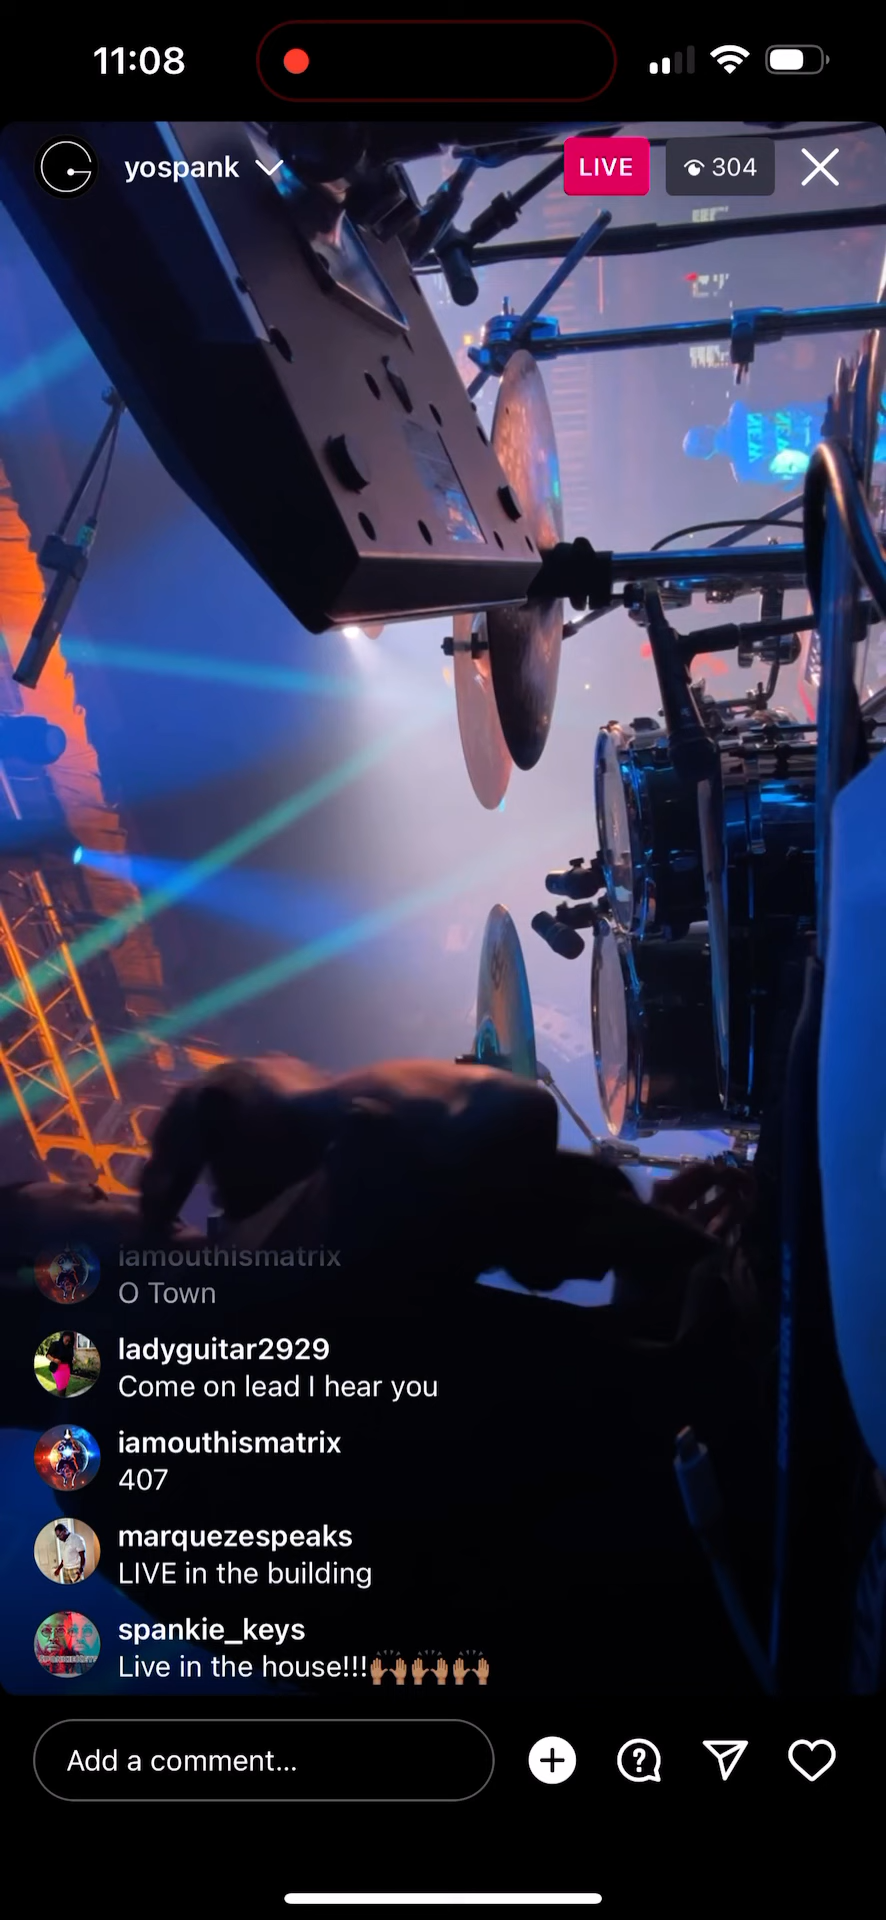 11:08
yospank
LIVE
304
iamouthismatrix
O Town
ladyguitar2929
Come on lead I hear you
iamouthismatrix
407
marquezespeaks
LIVE in the building
spankie_keys
Live in the house!!!🙌🏽🙌🏽🙌🏽
Add a comment...